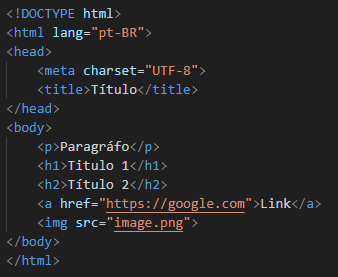 <!DOCTYPE html>
<html lang="pt-BR">
<head>
    <meta charset="UTF-8">
    <title>Título</title>
</head>
<body>
    <p>Paragráfo</p>
    <h1>Titulo 1</h1>
    <h2>Título 2</h2>
    <a href="https://google.com">Link</a>
    <img src="image.png">
</body>
</html>